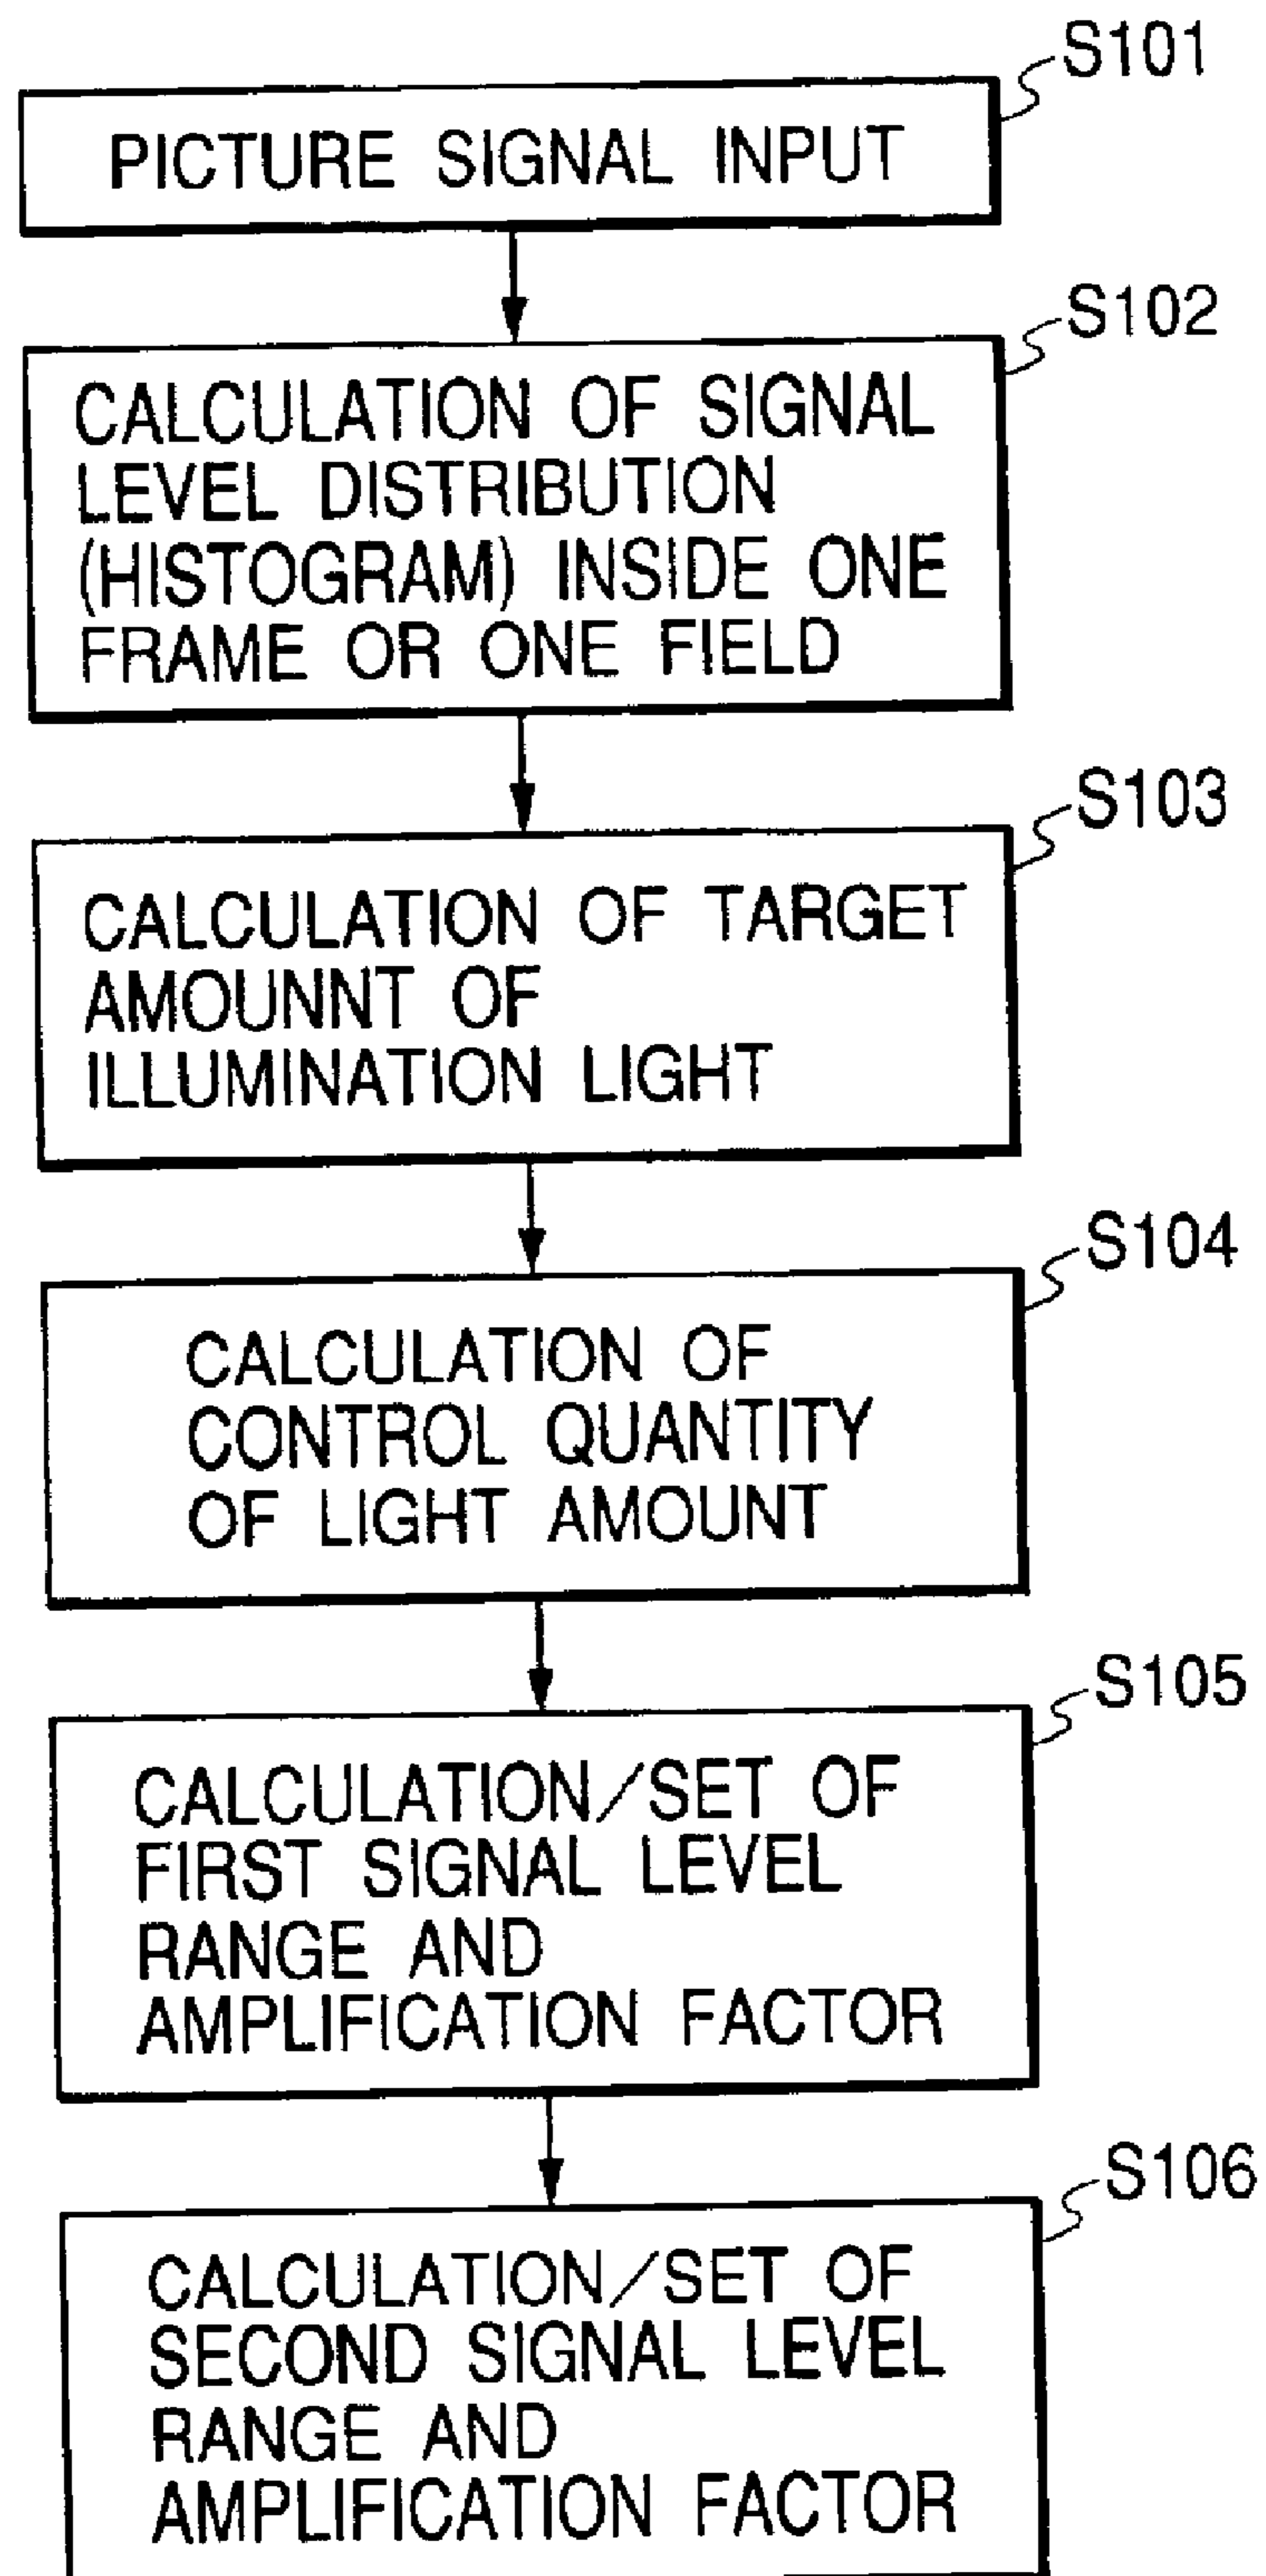 S101
PICTURE SIGNAL INPUT
S102
CALCULATION OF SIGNAL
LEVEL DISTRIBUTION
(HISTOGRAM) INSIDE ONE
FRAME OR ONE FIELD
S103
CALCULATION OF TARGET
AMOUNNT OF
ILLUMINATION LIGHT
S104
CALCULATION OF
CONTROL QUANTITY
OF LIGHT AMOUNT
S105
CALCULATION/SET OF
FIRST SIGNAL LEVEL
RANGE AND
AMPLIFICATION FACTOR
S106
CALCULATION/SET OF
SECOND SIGNAL LEVEL
RANGE AND
AMPLIFICATION FACTOR